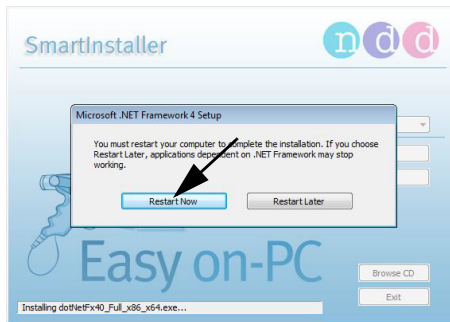 SmartInstaller
ndd
Microsoft .NET Framework 4 Setup
You must restart your computer to complete the installation. If you choose
Restart Later, applications dependent on .NET Framework may stop
working.
Restart Now
Restart Later
Easy on-PC
Browse CD
Exit
Installing dotNetFx40_Full_x86_x64.exe...